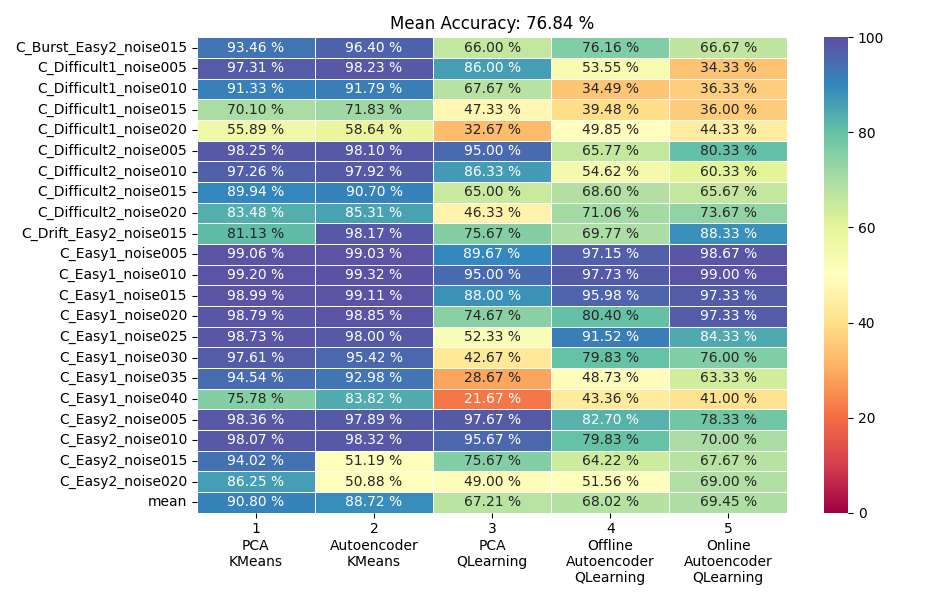 Mean Accuracy: 76.84 %
C_Burst_Easy2_noise015 93.46 % 96.40 % 66.00 % 76.16 % 66.67 %
C_Difficult1_noise005 97.31 % 98.23 % 86.00 % 53.55 % 34.33 %
C_Difficult1_noise010 91.33 % 91.79 % 67.67 % 34.49 % 36.33 %
C_Difficult1_noise015 70.10 % 71.83 % 47.33 % 39.48 % 36.00 %
C_Difficult1_noise020 55.89 % 58.64 % 32.67 % 49.85 % 44.33 %
C_Difficult2_noise005 98.25 % 98.10 % 95.00 % 65.77 % 80.33 %
C_Difficult2_noise010 97.26 % 97.92 % 86.33 % 54.62 % 60.33 %
C_Difficult2_noise015 89.94 % 90.70 % 65.00 % 68.60 % 65.67 %
C_Difficult2_noise020 83.48 % 85.31 % 46.33 % 71.06 % 73.67 %
C_Drift_Easy2_noise015 81.13 % 98.17 % 75.67 % 69.77 % 88.33 %
C_Easy1_noise005 99.06 % 99.03 % 89.67 % 97.15 % 98.67 %
C_Easy1_noise010 99.20 % 99.32 % 95.00 % 97.73 % 99.00 %
C_Easy1_noise015 98.99 % 99.11 % 88.00 % 95.98 % 97.33 %
C_Easy1_noise020 98.79 % 98.85 % 74.67 % 80.40 % 97.33 %
C_Easy1_noise025 98.73 % 98.00 % 52.33 % 91.52 % 84.33 %
C_Easy1_noise030 97.61 % 95.42 % 42.67 % 79.83 % 76.00 %
C_Easy1_noise035 94.54 % 92.98 % 28.67 % 48.73 % 63.33 %
C_Easy1_noise040 75.78 % 83.82 % 21.67 % 43.36 % 41.00 %
C_Easy2_noise005 98.36 % 97.89 % 97.67 % 82.70 % 78.33 %
C_Easy2_noise010 98.07 % 98.32 % 95.67 % 79.83 % 70.00 %
C_Easy2_noise015 94.02 % 51.19 % 75.67 % 64.22 % 67.67 %
C_Easy2_noise020 86.25 % 50.88 % 49.00 % 51.56 % 69.00 %
mean 90.80 % 88.72 % 67.21 % 68.02 % 69.45 %
1 2 3 4 5
PCA Autoencoder PCA Offline Online
KMeans KMeans QLearning Autoencoder Autoencoder
QLearning QLearning
100
80
60
40
20
0